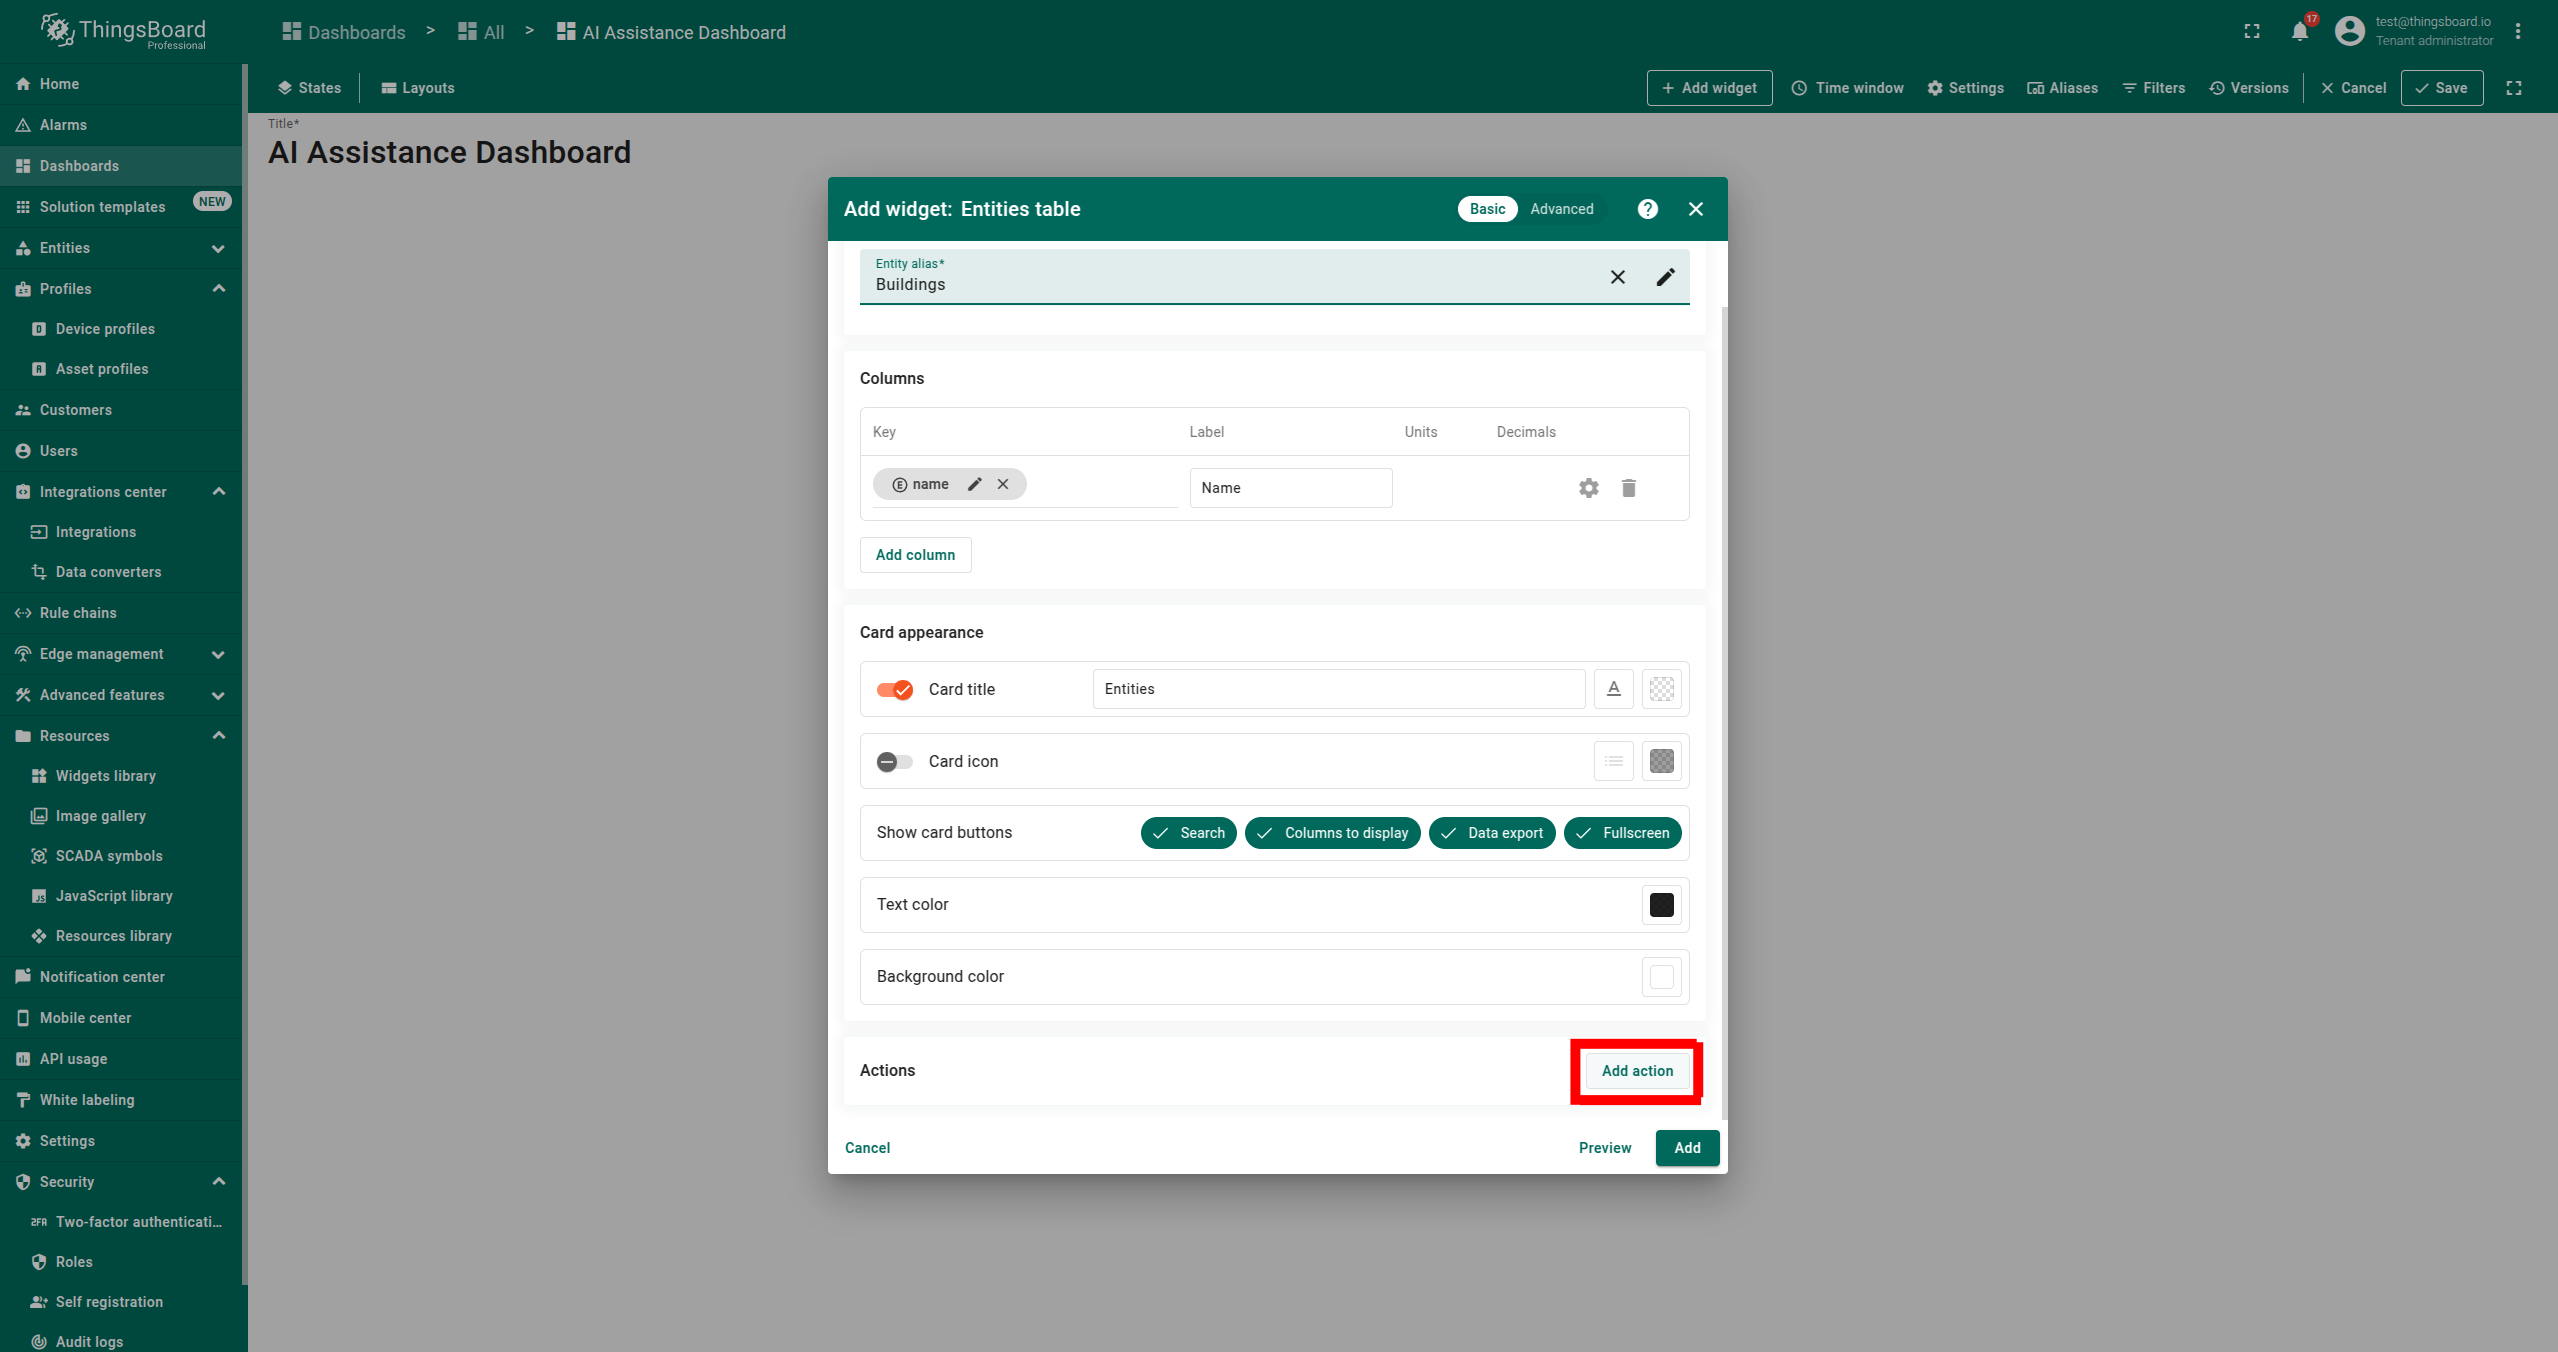 ThingsBoard
Professional
Dashboards > All > AI Assistance Dashboard
17
test@thingsboard.io
Tenant administrator
Home
Alarms
Dashboards
Solution templates NEW
Entities
Profiles
Device profiles
Asset profiles
Customers
Users
Integrations center
Integrations
Data converters
Rule chains
Edge management
Advanced features
Resources
Widgets library
Image gallery
SCADA symbols
JavaScript library
Resources library
Notification center
Mobile center
API usage
White labeling
Settings
Security
2FA Two-factor authenticati...
Roles
Self registration
Audit logs
States Layouts
+ Add widget Time window Settings Aliases Filters Versions Cancel Save
Title*
AI Assistance Dashboard
Add widget: Entities table
Basic Advanced
Entity alias*
Buildings
Columns
Key Label Units Decimals
E name Name
Add column
Card appearance
Card title Entities
Card icon
Show card buttons Search Columns to display Data export Fullscreen
Text color
Background color
Actions Add action
Cancel Preview Add